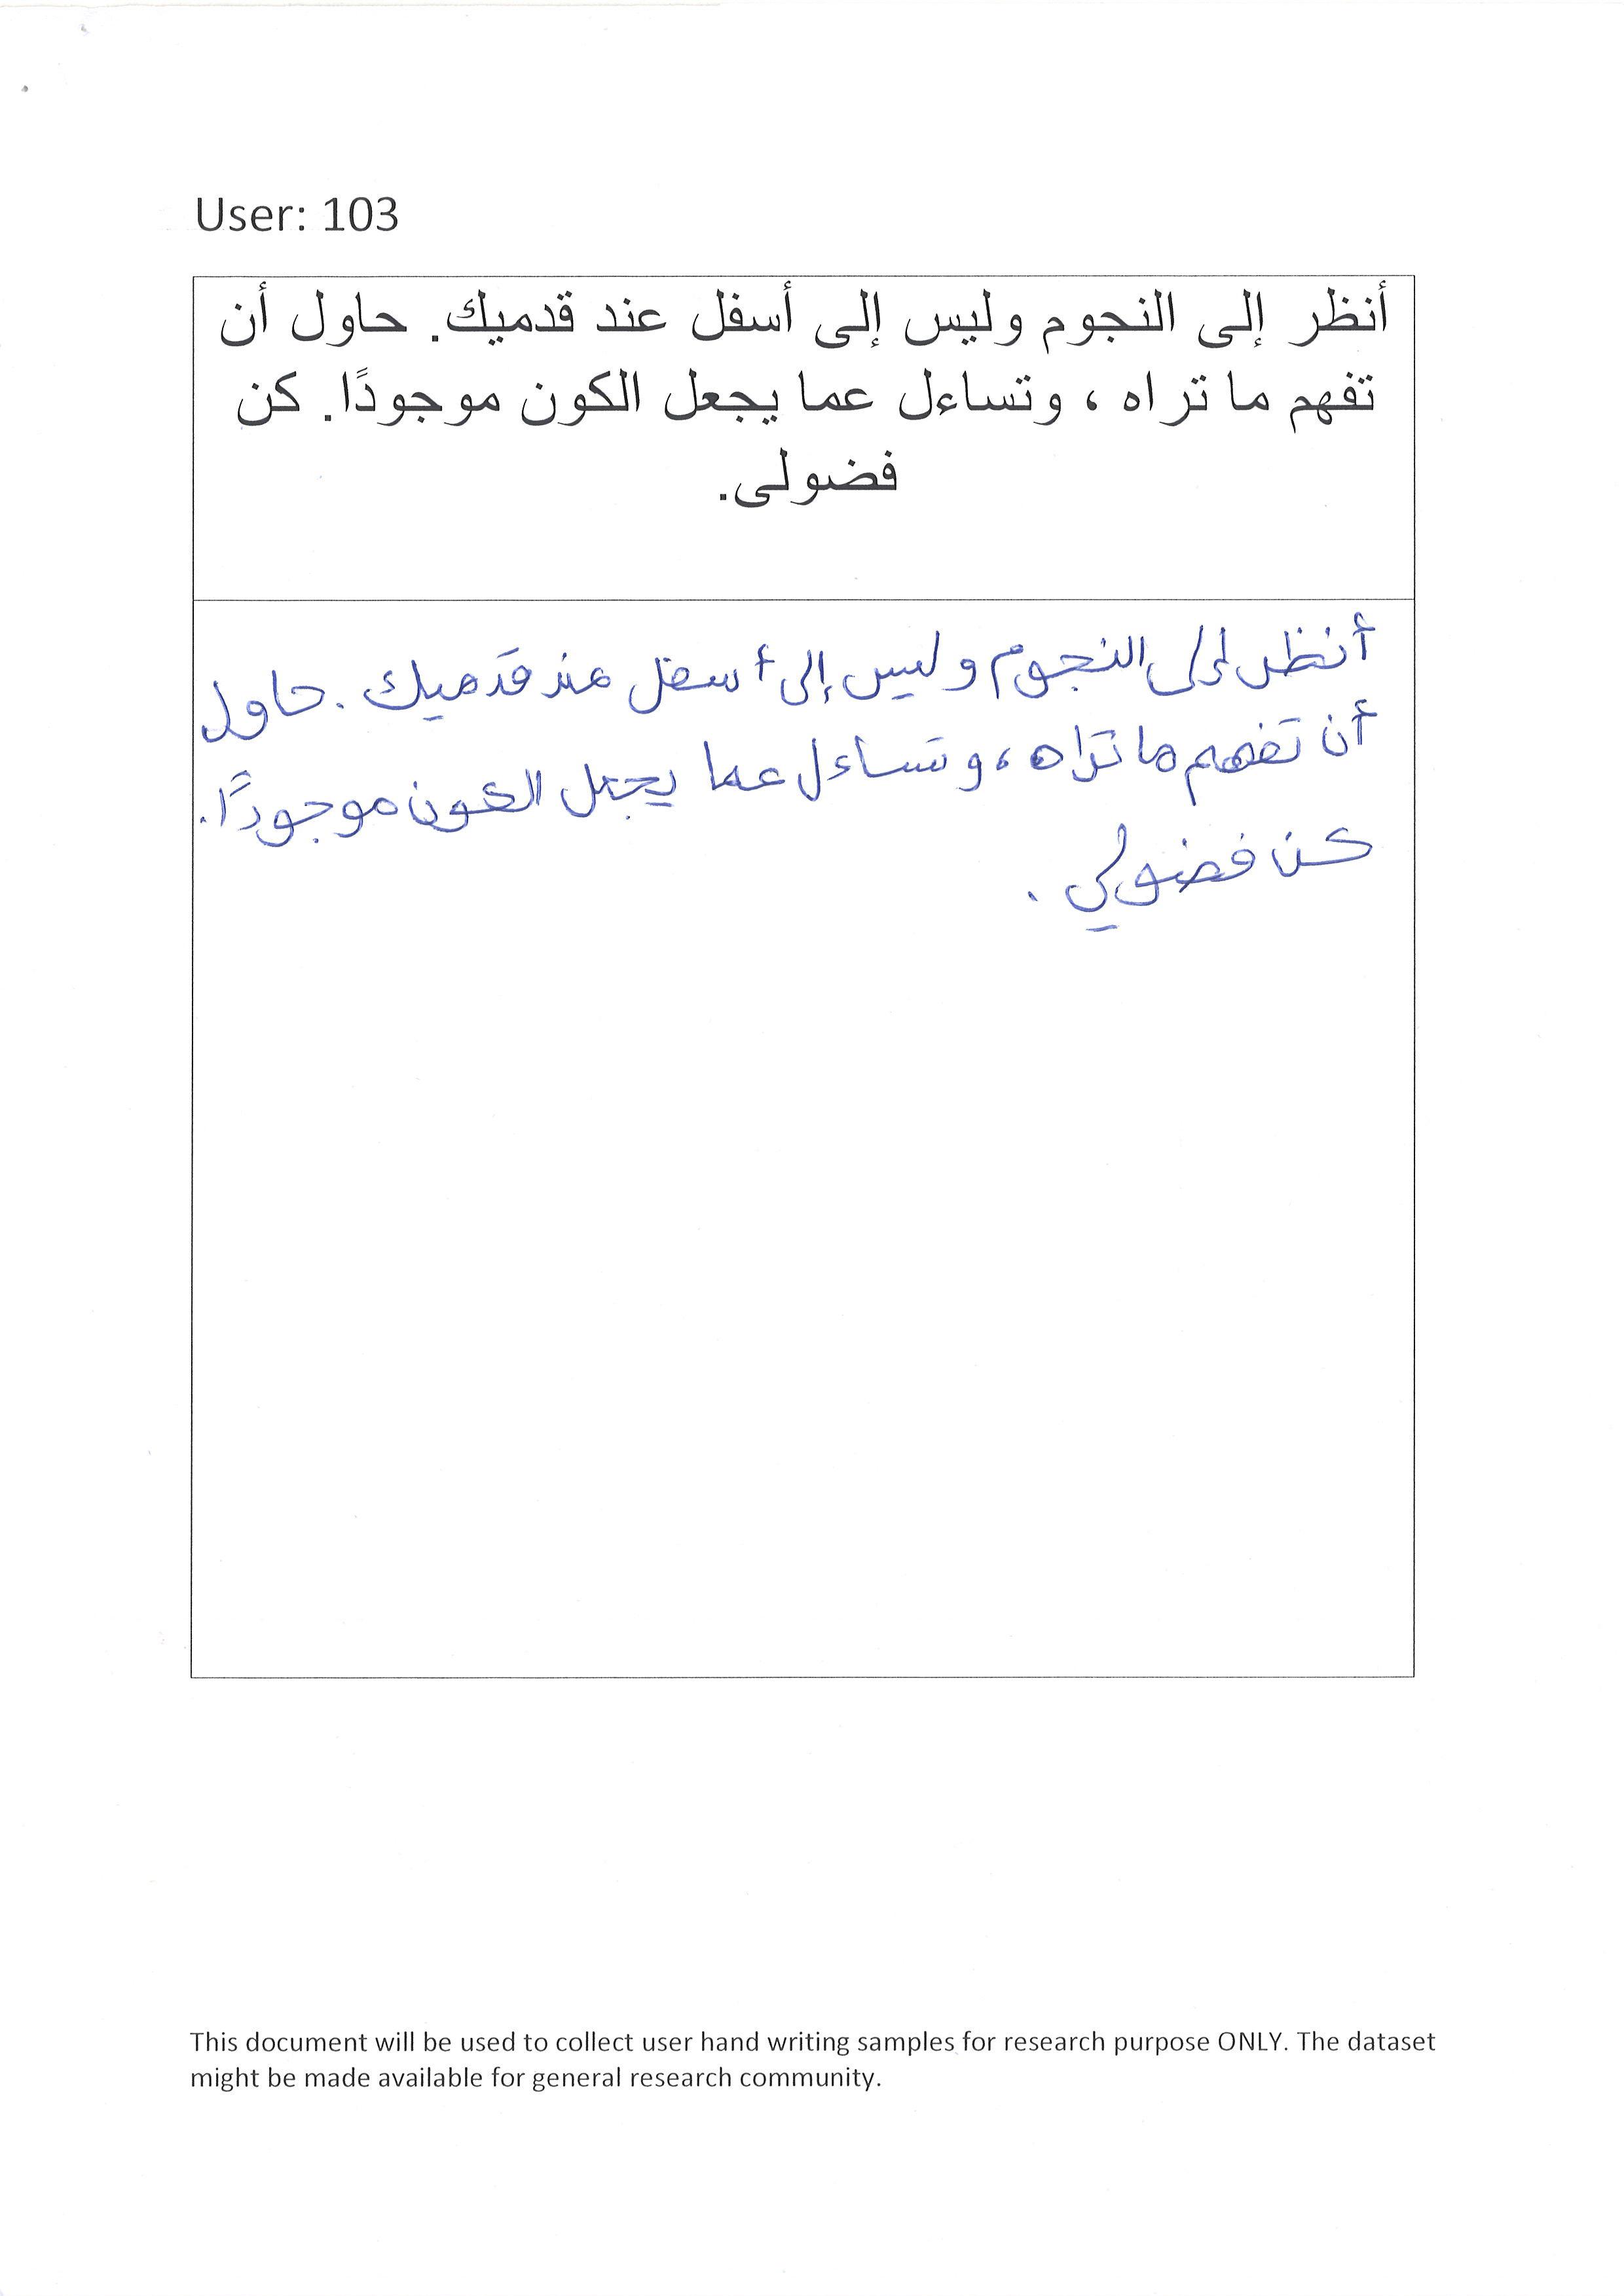 User: 103
أنظر إلى النجوم وليس إلى أسفل عند قدميك. حاول أن
تفهم ما تراه ، وتساءل عما يجعل الكون موجودًا. كن
فضولى.
أنظر إلى النجوم وليس إلى أسفل عند قدميك . حاول
أن تفهم ما تراه ، وتساءل عما يجعل الكون موجودًا.
كن فضولي .
This document will be used to collect user hand writing samples for research purpose ONLY. The dataset
might be made available for general research community.